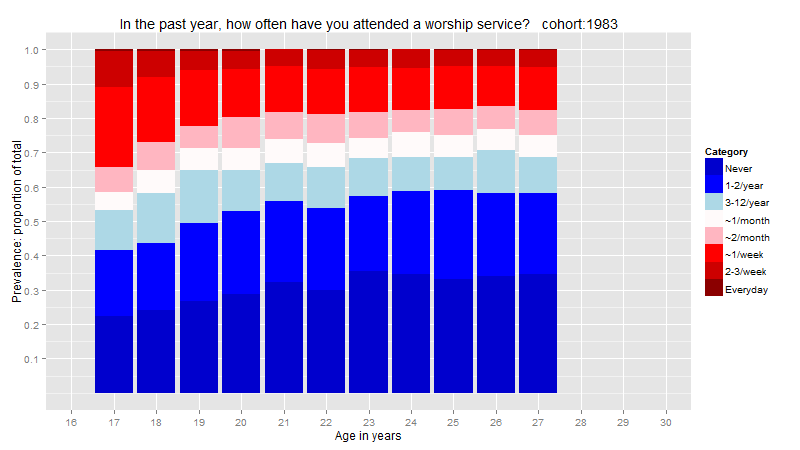 In the past year, how often have you attended a worship service?   cohort:1983
Prevalence: proportion of total
1.0
0.9
0.8
0.7
0.6
0.5
0.4
0.3
0.2
0.1
16 17 18 19 20 21 22 23 24 25 26 27 28 29 30
Age in years
Category
Never
1-2/year
3-12/year
~1/month
~2/month
~1/week
2-3/week
Everyday